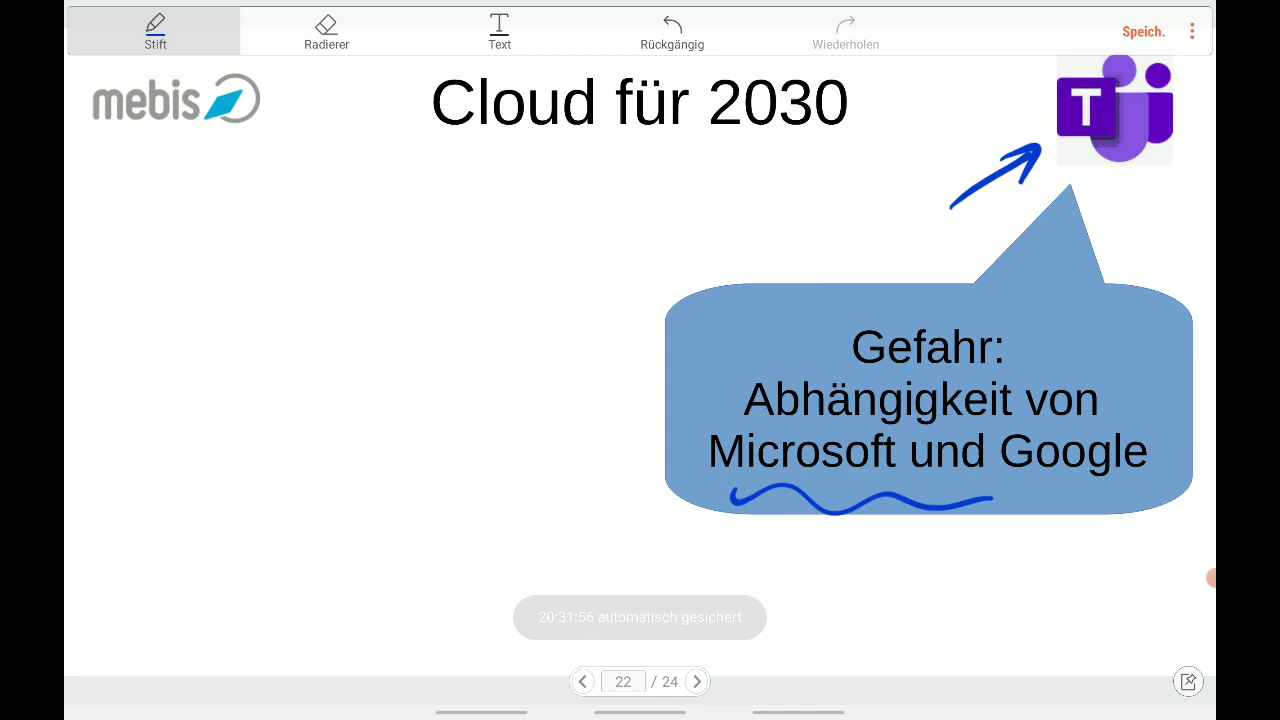 Stift
Radierer
Text
Rückgängig
Wiederholen
Speich.
mebis
Cloud für 2030
T
Gefahr:
Abhängigkeit von
Microsoft und Google
20:31:56 automatisch gesichert
22 / 24